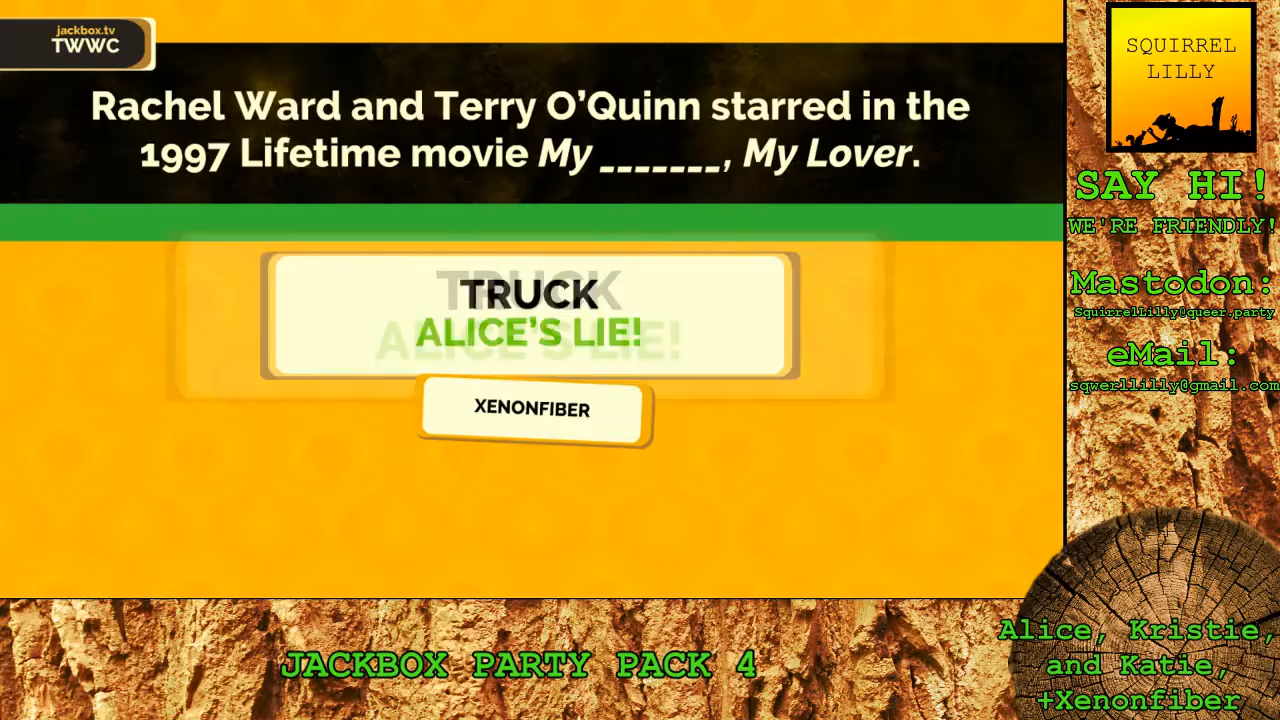 jackbox.tv
TWWC
Rachel Ward and Terry O'Quinn starred in the
1997 Lifetime movie My _______, My Lover.
TRUCK
ALICE'S LIE!
XENONFIBER
SQUIRREL
LILLY
SAY HI!
WE'RE FRIENDLY!
Mastodon:
SquirrelLilly@queer.party
eMail:
sqwerllilly@gmail.com
JACKBOX PARTY PACK 4
Alice, Kristie,
and Katie,
+Xenonfiber